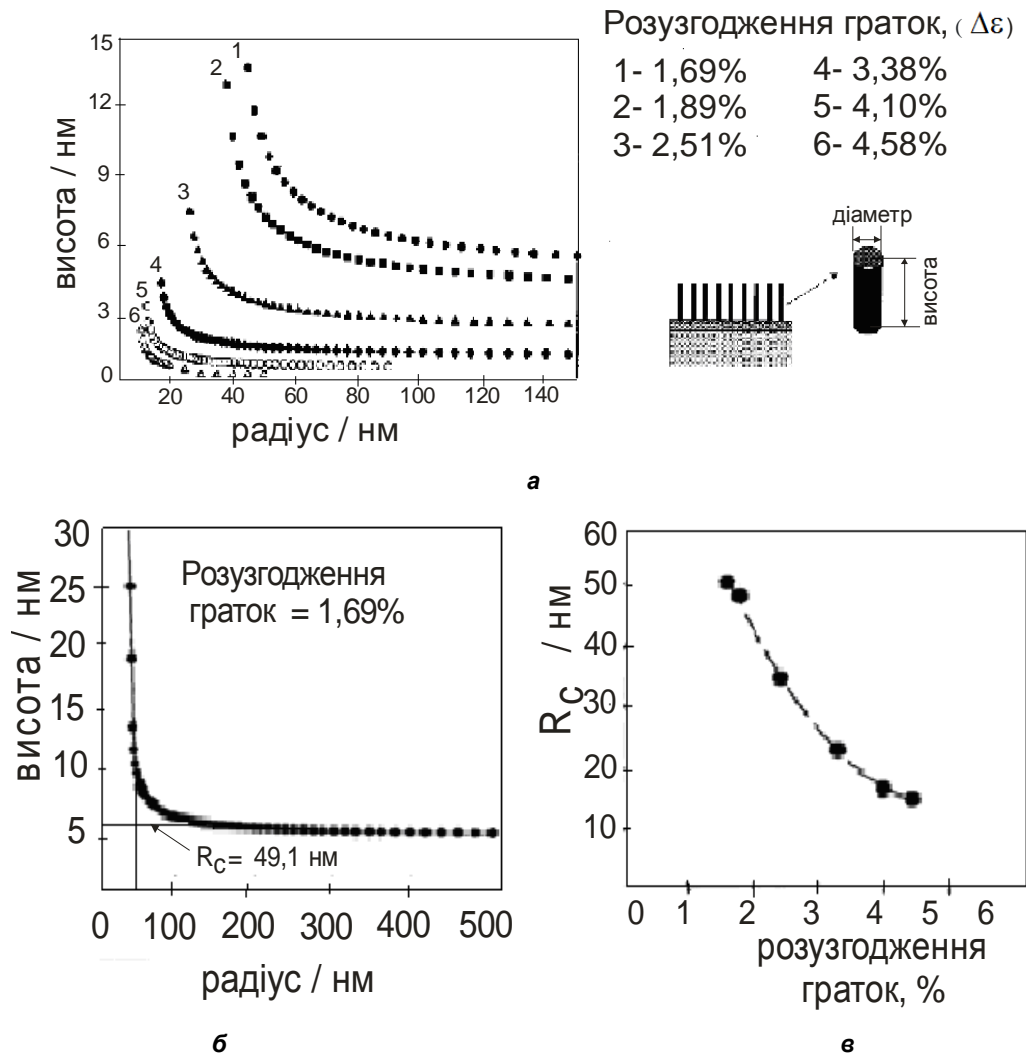 Розузгодження граток, ( Δε)
1- 1,69% 4- 3,38%
2- 1,89% 5- 4,10%
3- 2,51% 6- 4,58%
15
12
9
6
3
0
висота / нм
1
2
3
4
5
6
20 40 60 80 100 120 140
радіус / нм
діаметр
висота
а
30
25
20
15
10
5
висота / нм
Розузгодження
граток = 1,69%
Rс= 49,1 нм
0 100 200 300 400 500
радіус / нм
б
60
50
40
30
20
10
Rс / нм
0 1 2 3 4 5 6
розузгодження
граток, %
в